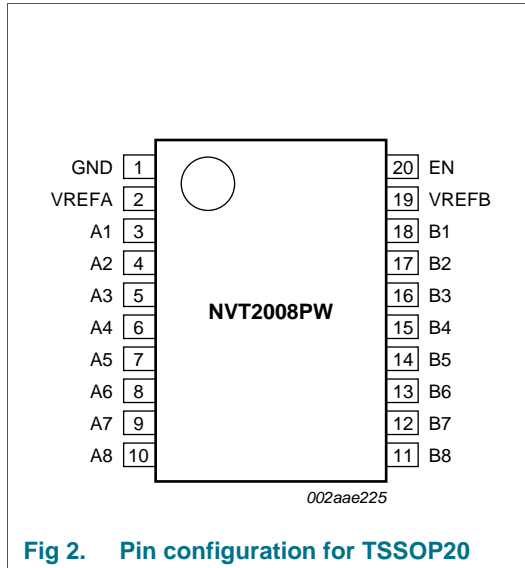 GND 1 20 EN
VREFA 2 19 VREFB
A1 3 18 B1
A2 4 17 B2
A3 5 16 B3
NVT2008PW
A4 6 15 B4
A5 7 14 B5
A6 8 13 B6
A7 9 12 B7
A8 10 11 B8
002aae225
Fig 2. Pin configuration for TSSOP20